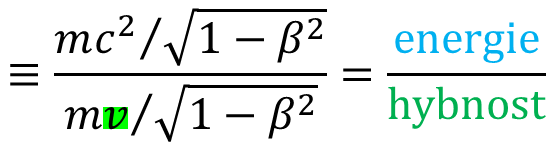 ≡ mc²/√1 − β² / mv/√1 − β² = energie / hybnost